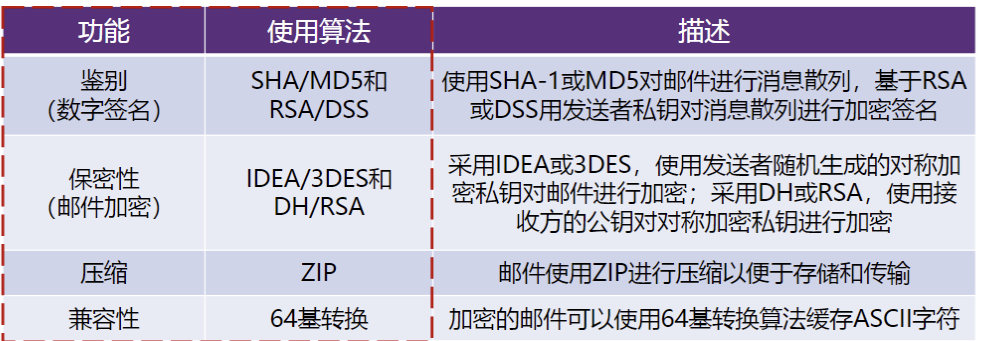 功能 使用算法 描述
鉴别
（数字签名）
SHA/MD5和
RSA/DSS
使用SHA-1或MD5对邮件进行消息散列，基于RSA
或DSS用发送者私钥对消息散列进行加密签名
保密性
（邮件加密）
IDEA/3DES和
DH/RSA
采用IDEA或3DES，使用发送者随机生成的对称加
密私钥对邮件进行加密；采用DH或RSA，使用接
收方的公钥对对称加密私钥进行加密
压缩 ZIP 邮件使用ZIP进行压缩以便于存储和传输
兼容性 64基转换 加密的邮件可以使用64基转换算法缓存ASCII字符